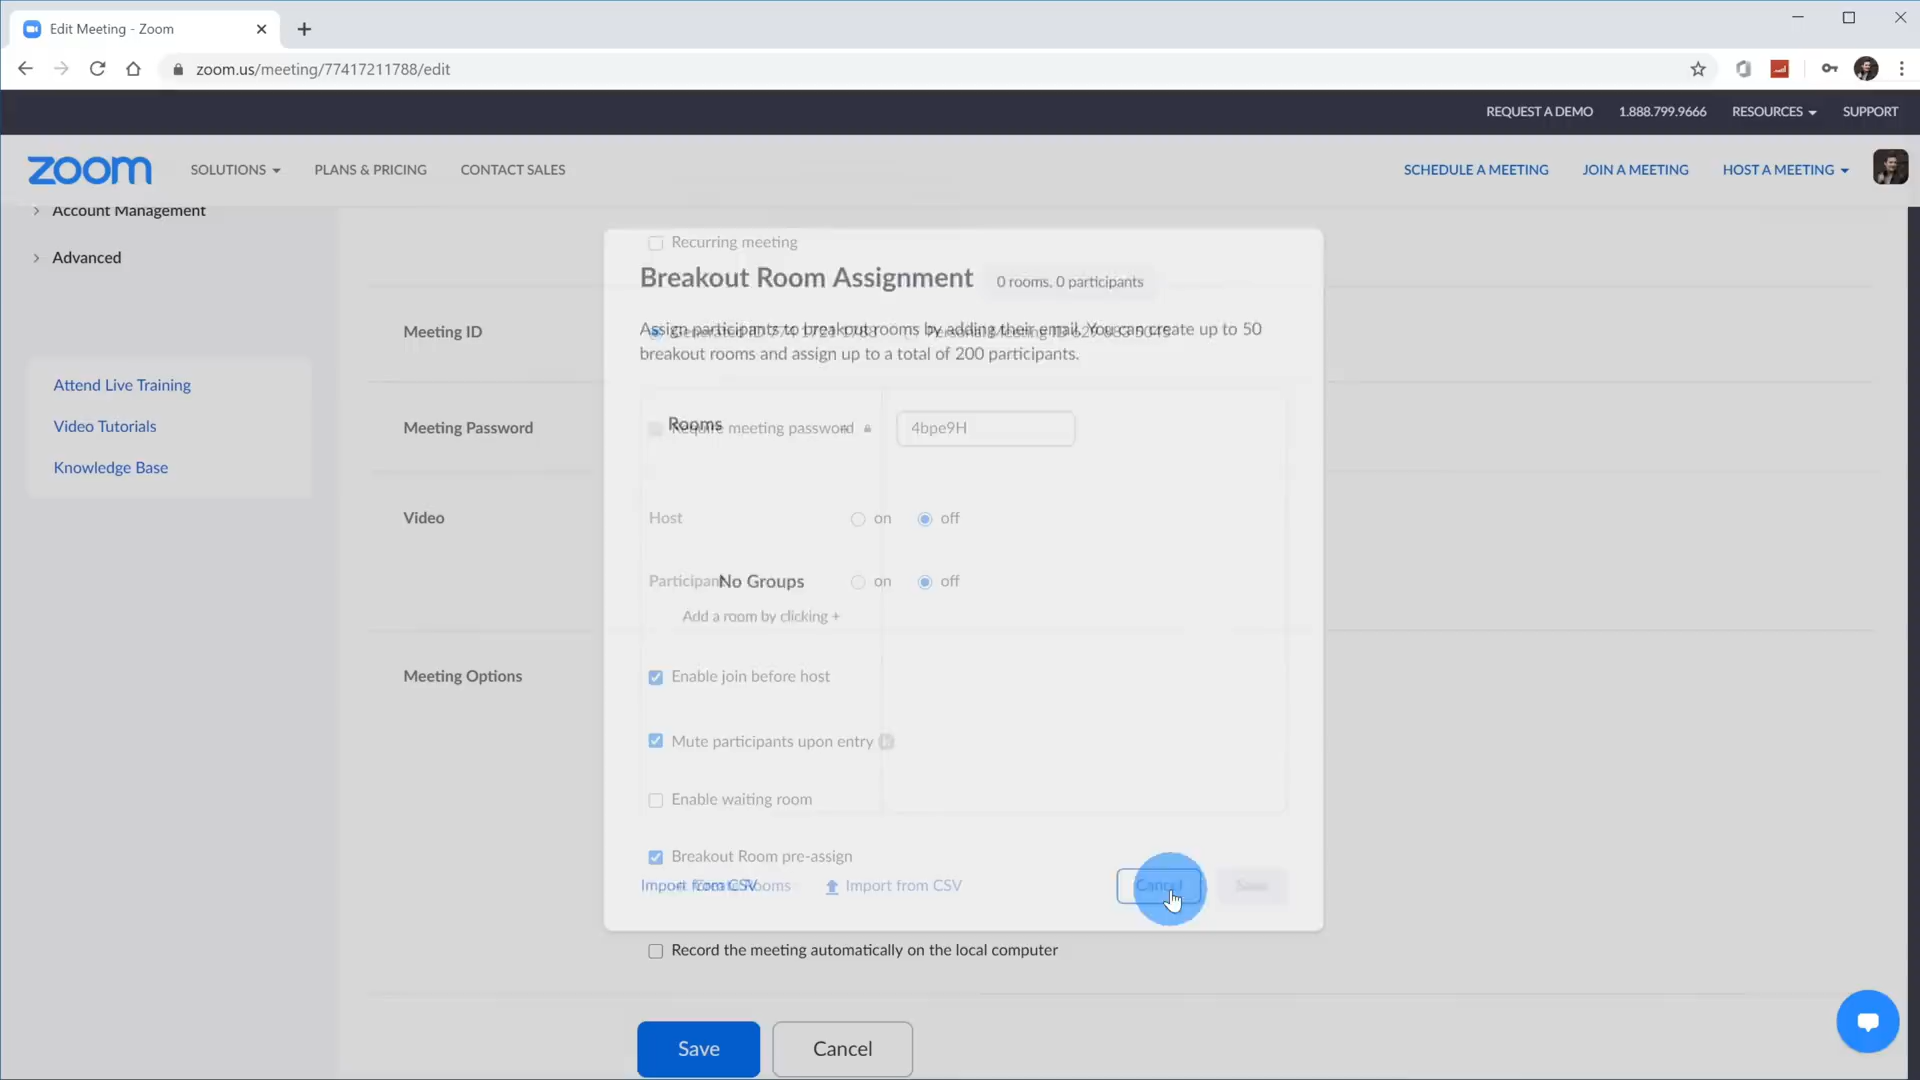 Edit Meeting - Zoom
zoom.us/meeting/77417211788/edit
REQUEST A DEMO 1.888.799.9666 RESOURCES SUPPORT
zoom SOLUTIONS PLANS & PRICING CONTACT SALES SCHEDULE A MEETING JOIN A MEETING HOST A MEETING
Account Management
Advanced
Attend Live Training
Video Tutorials
Knowledge Base
Recurring meeting
Breakout Room Assignment 0 rooms, 0 participants
Assign participants to breakout rooms by adding their email. You can create up to 50
breakout rooms and assign up to a total of 200 participants.
Meeting ID
Meeting Password Require meeting password 4bpe9H
Rooms
Video Host on off
Participants on off
No Groups
Add a room by clicking +
Meeting Options Enable join before host
Mute participants upon entry
Enable waiting room
Breakout Room pre-assign
Import from CSV Rooms Import from CSV Cancel Save
Record the meeting automatically on the local computer
Save Cancel